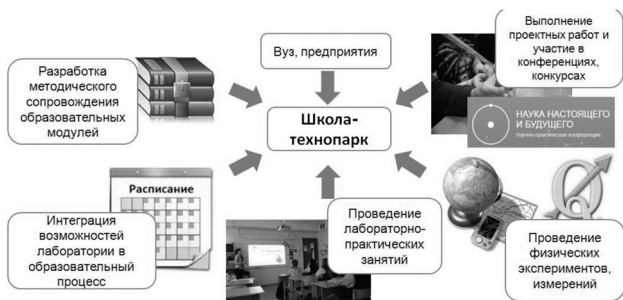 Вуз, предприятия
Выполнение
проектных работ и
участие в
конференциях,
конкурсах
Разработка
методического
сопровождения
образовательных
модулей
Школа-
технопарк
НАУКА НАСТОЯЩЕГО
И БУДУЩЕГО
Научно-практическая конференция
Расписание
Интеграция
возможностей
лаборатории в
образовательный
процесс
Проведение
лабораторно-
практических
занятий
Проведение
физических
экспериментов,
измерений